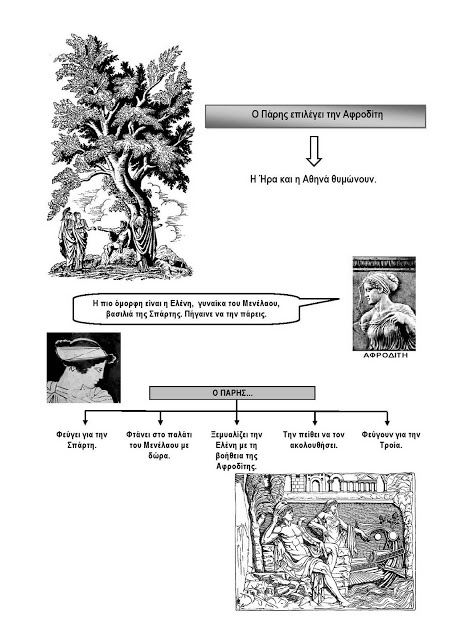 Ο Πάρης επιλέγει την Αφροδίτη
Η Ήρα και η Αθηνά θυμώνουν.
Η πιο όμορφη είναι η Ελένη, γυναίκα του Μενέλαου,
βασιλιά της Σπάρτης. Πήγαινε να την πάρεις.
ΑΦΡΟΔΙΤΗ
Ο ΠΑΡΗΣ...
Φεύγει για την
Σπάρτη.
Φτάνει στο παλάτι
του Μενέλαου με
δώρα.
Ξεμυαλίζει την
Ελένη με τη
βοήθεια της
Αφροδίτης.
Την πείθει να τον
ακολουθήσει.
Φεύγουν για την
Τροία.